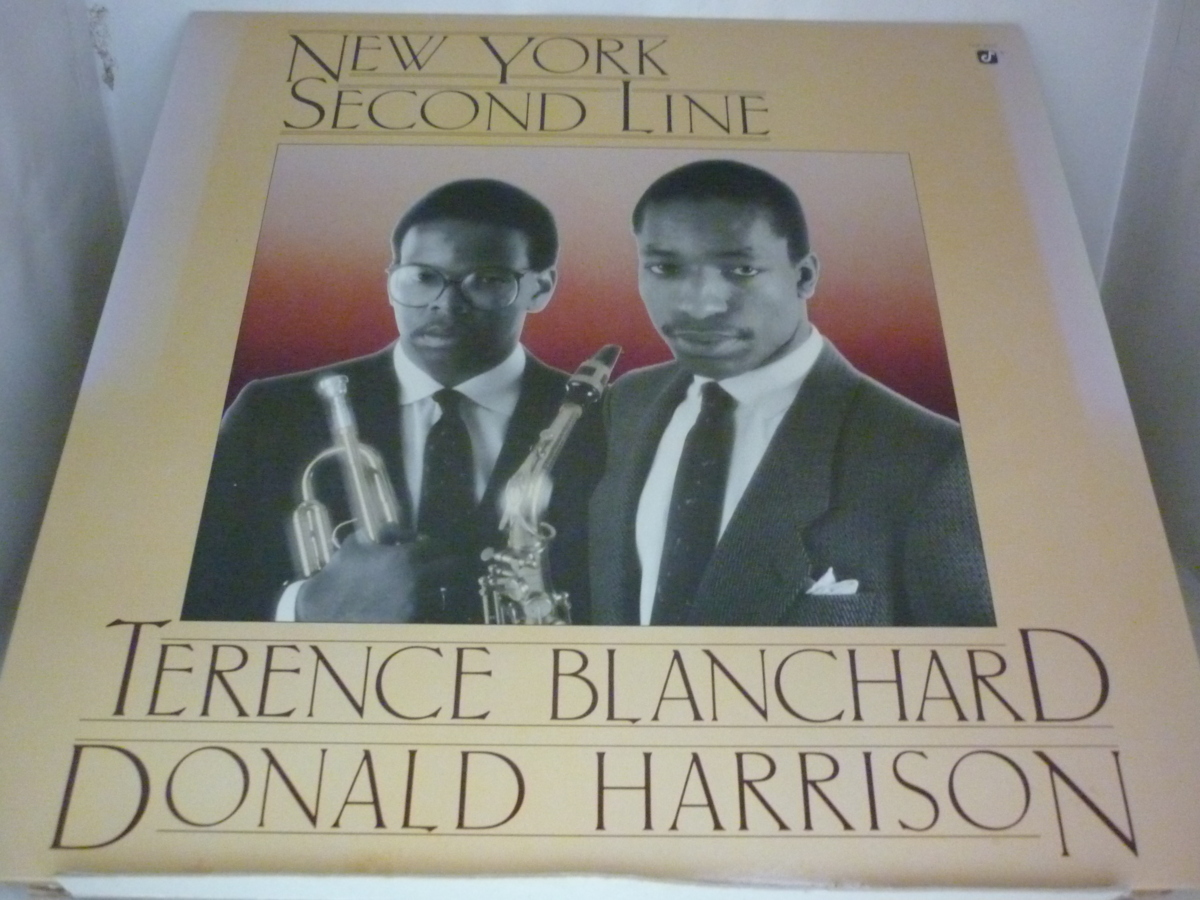 NEW YORK
SECOND LINE
TERENCE BLANCHARD
DONALD HARRISON